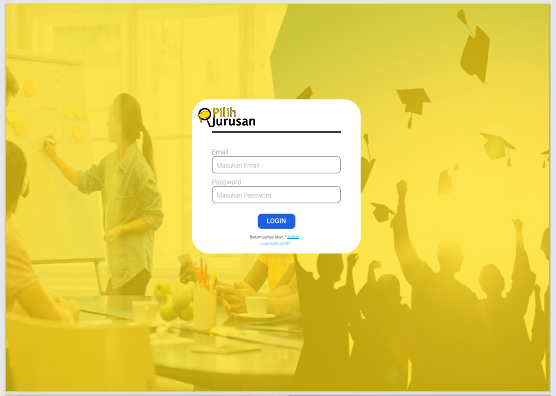 Pilih
Jurusan
Email
Masukan Email
Password
Masukan Password
LOGIN
Belum punya akun ? Daftar
Lupa Kata Sandi?